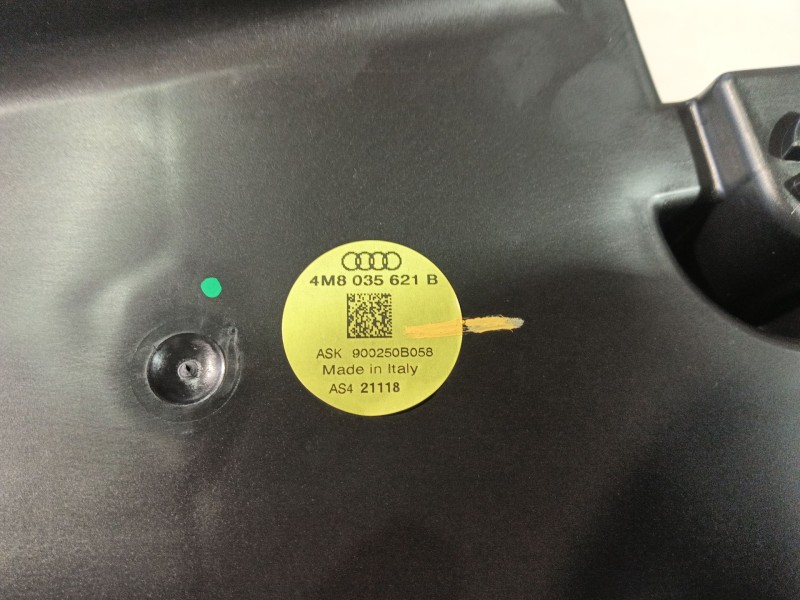 4M8 035 621 B
ASK 900250B058
Made in Italy
AS4 21118